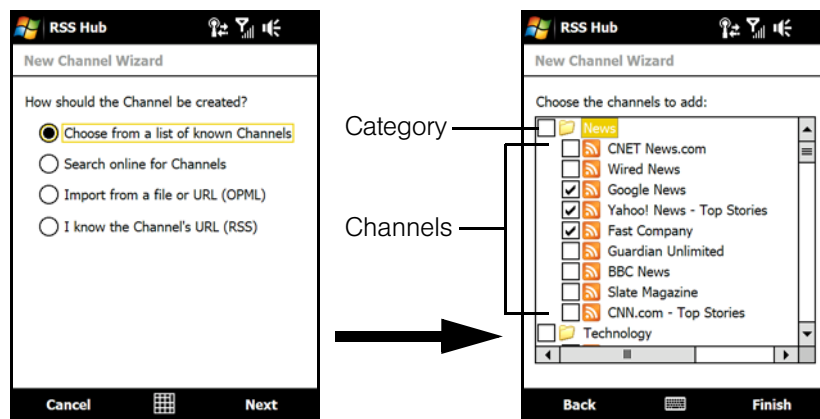 RSS Hub
New Channel Wizard
How should the Channel be created?
Choose from a list of known Channels
Search online for Channels
Import from a file or URL (OPML)
I know the Channel's URL (RSS)
Cancel
Next
Category
Channels
RSS Hub
New Channel Wizard
Choose the channels to add:
News
CNET News.com
Wired News
Google News
Yahoo! News - Top Stories
Fast Company
Guardian Unlimited
BBC News
Slate Magazine
CNN.com - Top Stories
Technology
Back
Finish